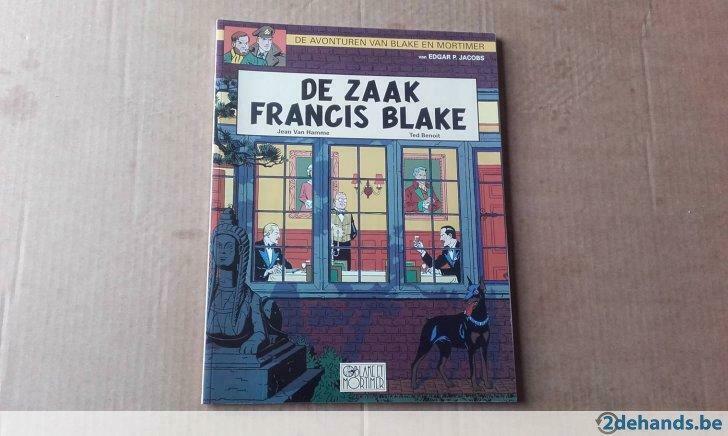 DE AVONTUREN VAN BLAKE EN MORTIMER
van EDGAR P. JACOBS
DE ZAAK
FRANCIS BLAKE
Jean Van Hamme Ted Benoit
BLAKE ET
MORTIMER
2dehands.be